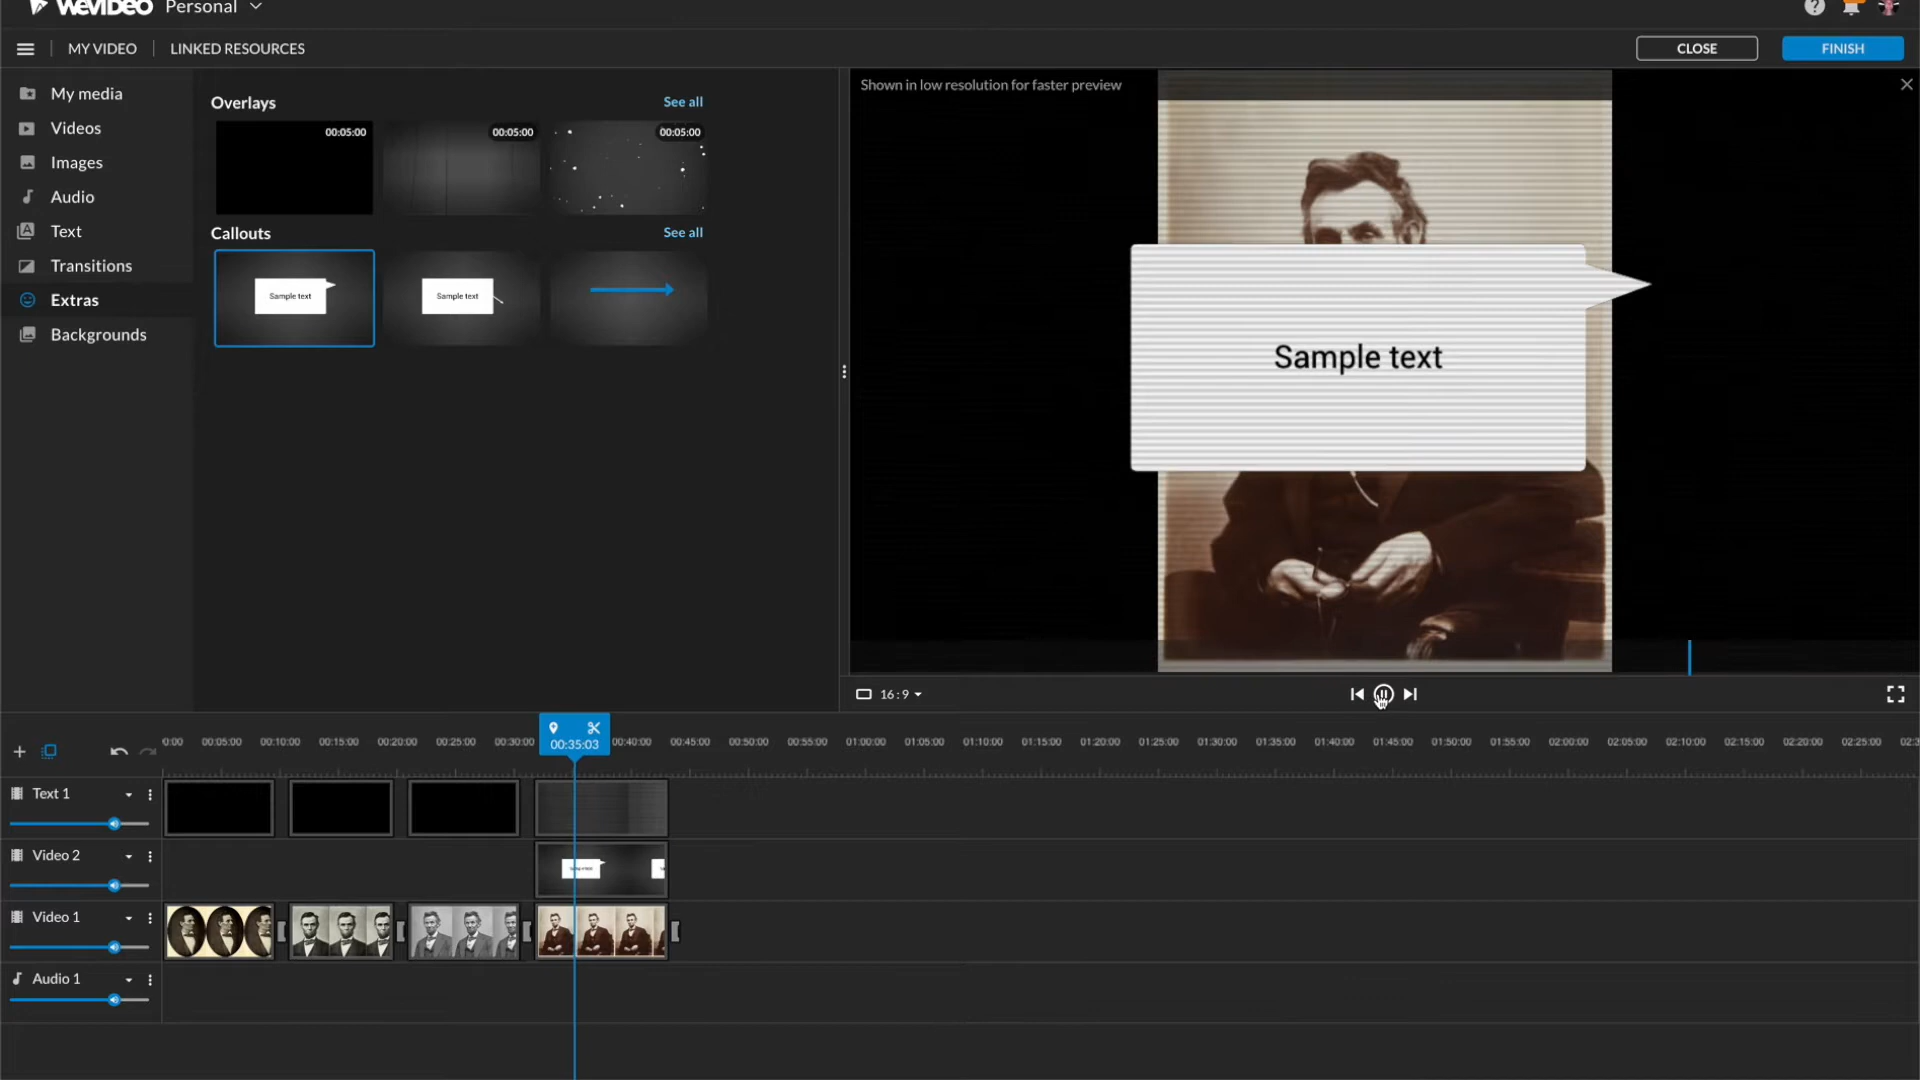 WEVIDEO Personal
MY VIDEO
LINKED RESOURCES
CLOSE
FINISH
My media
Videos
Images
Audio
Text
Transitions
Extras
Backgrounds
Overlays
See all
00:05:00
00:05:00
00:05:00
Callouts
See all
Sample text
Sample text
Shown in low resolution for faster preview
Sample text
16:9
0:00 00:05:00 00:10:00 00:15:00 00:20:00 00:25:00 00:30:00 00:35:03 00:40:00 00:45:00 00:50:00 00:55:00 01:00:00 01:05:00 01:10:00 01:15:00 01:20:00 01:25:00 01:30:00 01:35:00 01:40:00 01:45:00 01:50:00 01:55:00 02:00:00 02:05:00 02:10:00 02:15:00 02:20:00 02:25:00
Text 1
Video 2
Video 1
Audio 1